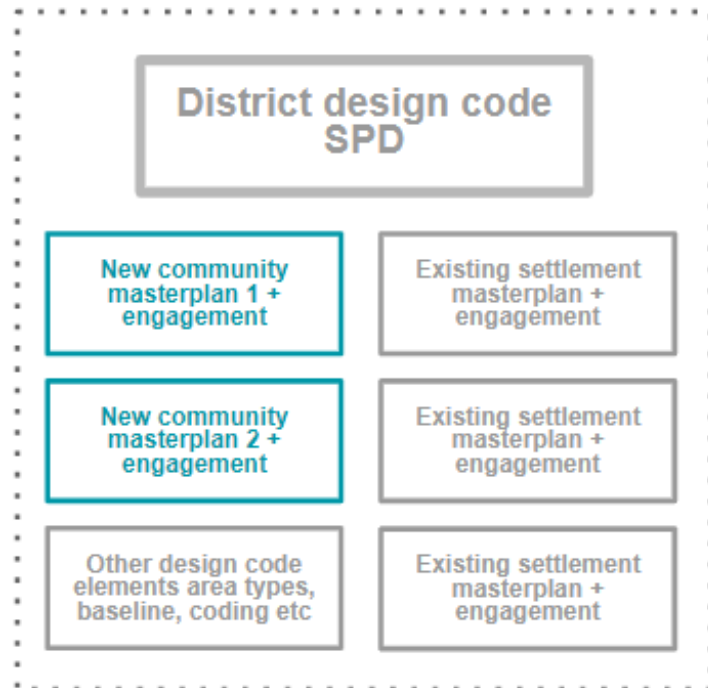 District design code
SPD
New community
masterplan 1 +
engagement
Existing settlement
masterplan +
engagement
New community
masterplan 2 +
engagement
Existing settlement
masterplan +
engagement
Other design code
elements area types,
baseline, coding etc
Existing settlement
masterplan +
engagement